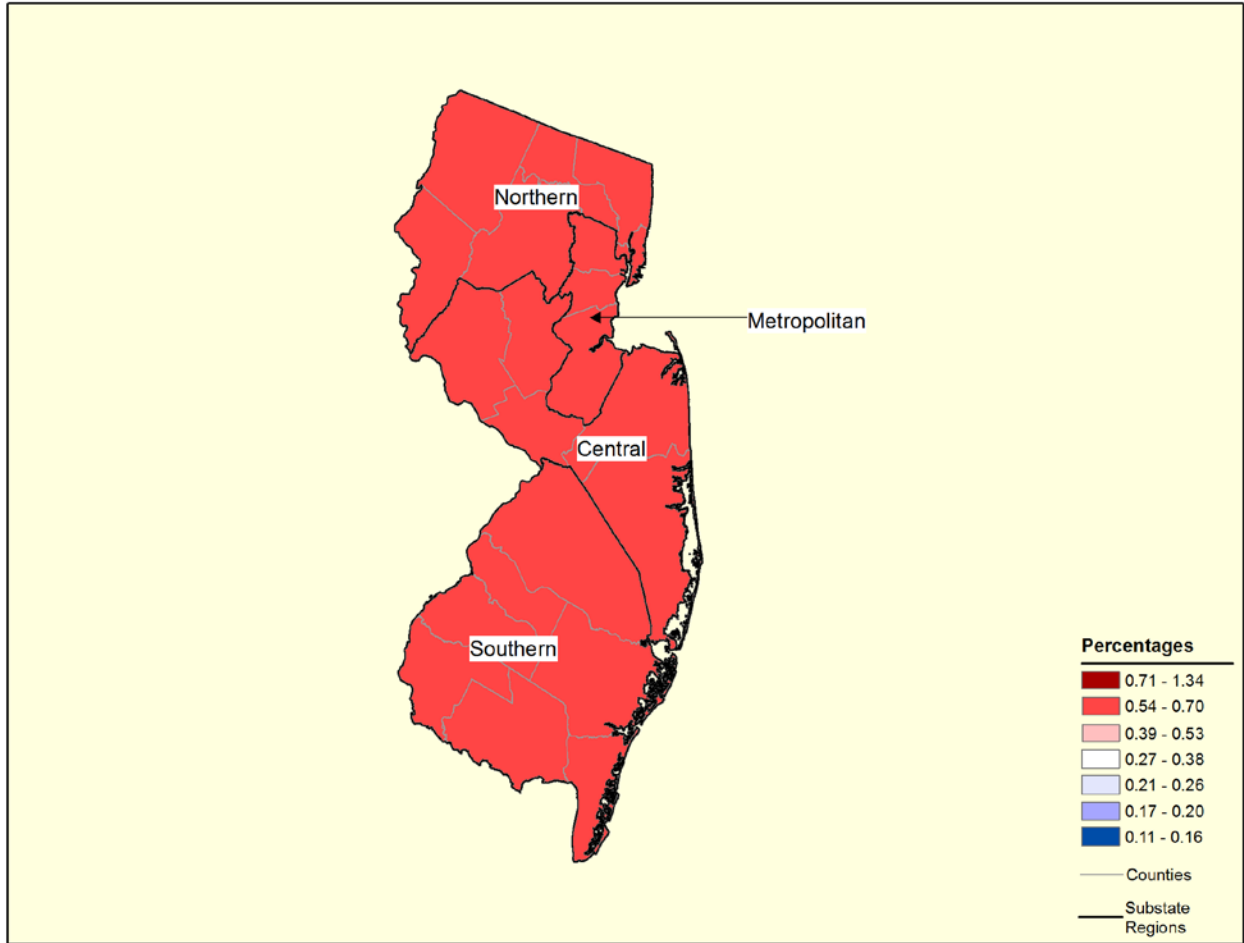 Northern
Metropolitan
Central
Southern
Percentages
0.71 - 1.34
0.54 - 0.70
0.39 - 0.53
0.27 - 0.38
0.21 - 0.26
0.17 - 0.20
0.11 - 0.16
Counties
Substate
Regions